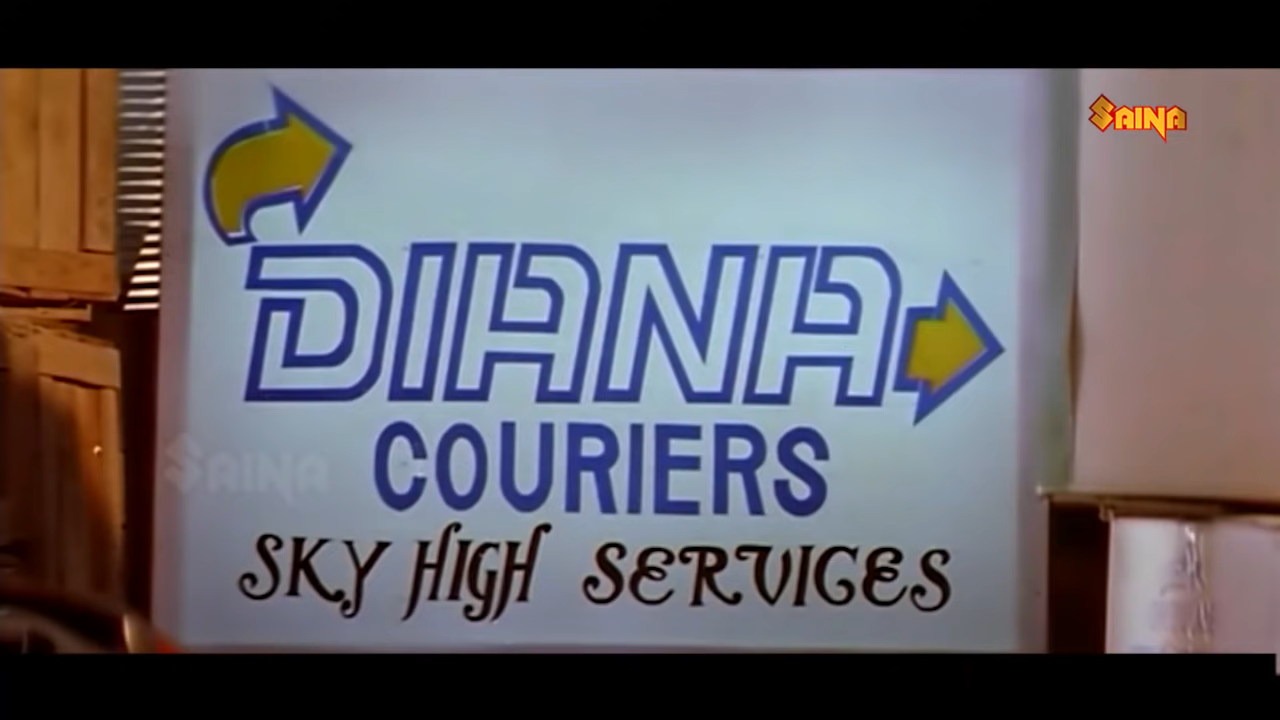 SAINA
DIANA
COURIERS
SAINA
SKY HIGH SERVICES